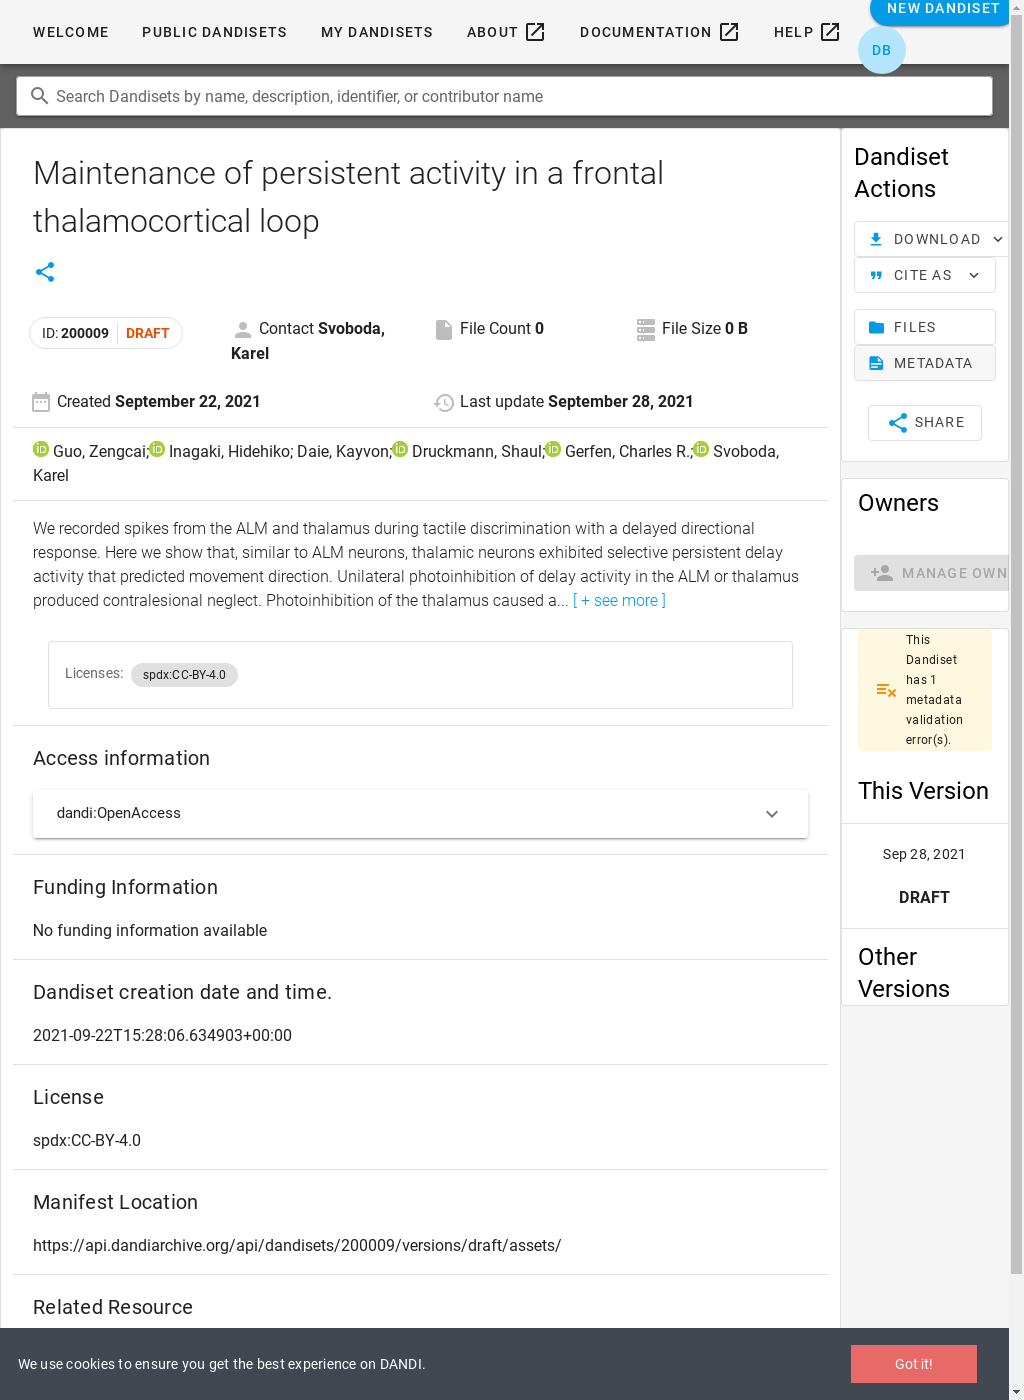 WELCOME PUBLIC DANDISETS MY DANDISETS ABOUT DOCUMENTATION HELP NEW DANDISET
DB
Search Dandisets by name, description, identifier, or contributor name
Maintenance of persistent activity in a frontal
thalamocortical loop
ID: 200009 DRAFT
Contact Svoboda,
Karel
File Count 0
File Size 0 B
Created September 22, 2021
Last update September 28, 2021
iD Guo, Zengcai; iD Inagaki, Hidehiko; Daie, Kayvon; iD Druckmann, Shaul; iD Gerfen, Charles R.; iD Svoboda,
Karel
We recorded spikes from the ALM and thalamus during tactile discrimination with a delayed directional
response. Here we show that, similar to ALM neurons, thalamic neurons exhibited selective persistent delay
activity that predicted movement direction. Unilateral photoinhibition of delay activity in the ALM or thalamus
produced contralesional neglect. Photoinhibition of the thalamus caused a... [ + see more ]
Licenses: spdx:CC-BY-4.0
Access information
dandi:OpenAccess
Funding Information
No funding information available
Dandiset creation date and time.
2021-09-22T15:28:06.634903+00:00
License
spdx:CC-BY-4.0
Manifest Location
https://api.dandiarchive.org/api/dandisets/200009/versions/draft/assets/
Related Resource
Dandiset
Actions
DOWNLOAD
CITE AS
FILES
METADATA
SHARE
Owners
MANAGE OWN
This
Dandiset
has 1
metadata
validation
error(s).
This Version
Sep 28, 2021
DRAFT
Other
Versions
We use cookies to ensure you get the best experience on DANDI.
Got it!